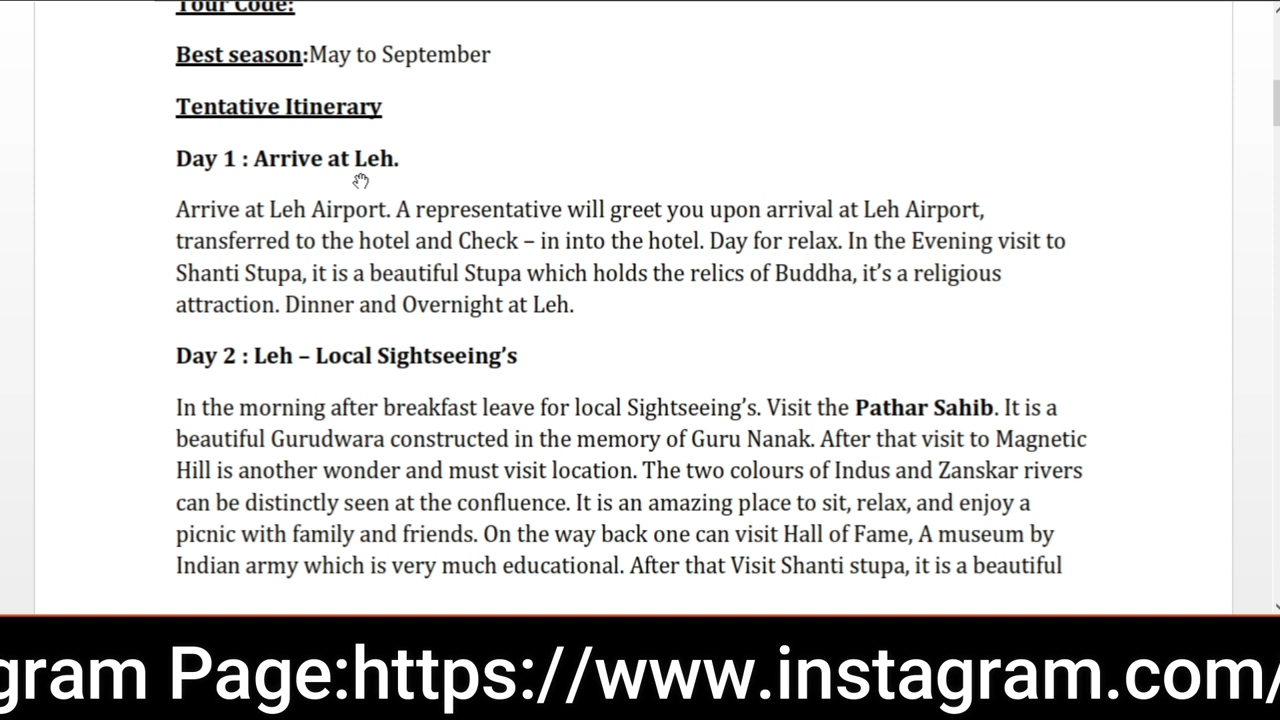 Tour Code:
Best season:May to September
Tentative Itinerary
Day 1 : Arrive at Leh.
Arrive at Leh Airport. A representative will greet you upon arrival at Leh Airport,
transferred to the hotel and Check – in into the hotel. Day for relax. In the Evening visit to
Shanti Stupa, it is a beautiful Stupa which holds the relics of Buddha, it’s a religious
attraction. Dinner and Overnight at Leh.
Day 2 : Leh – Local Sightseeing’s
In the morning after breakfast leave for local Sightseeing’s. Visit the Pathar Sahib. It is a
beautiful Gurudwara constructed in the memory of Guru Nanak. After that visit to Magnetic
Hill is another wonder and must visit location. The two colours of Indus and Zanskar rivers
can be distinctly seen at the confluence. It is an amazing place to sit, relax, and enjoy a
picnic with family and friends. On the way back one can visit Hall of Fame, A museum by
Indian army which is very much educational. After that Visit Shanti stupa, it is a beautiful
gram Page:https://www.instagram.com/